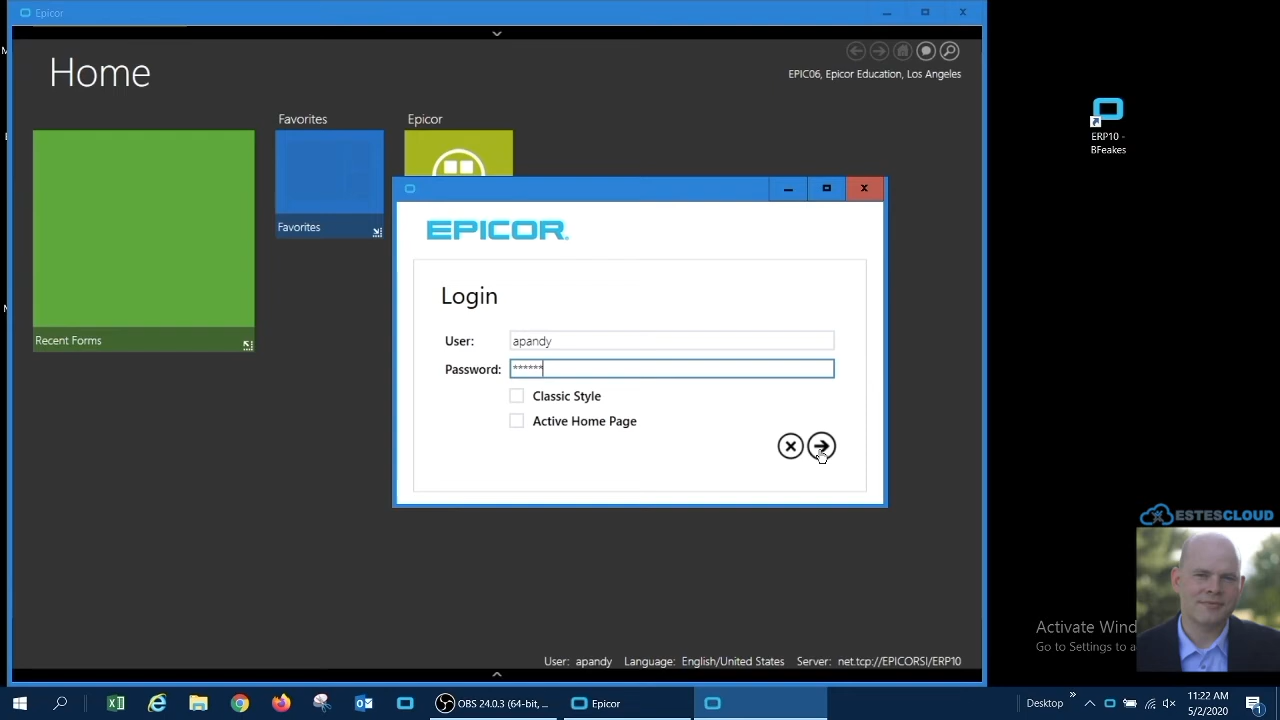 Epicor
Home
EPIC06, Epicor Education, Los Angeles
Favorites
Epicor
ERP10 -
BFeakes
Favorites
EPICOR
Login
User: apandy
Password: ******
Classic Style
Active Home Page
Recent Forms
ESTESCLOUD
Activate Wind
Go to Settings to a
User: apandy Language: English/United States Server: net.tcp://EPICORSI/ERP10
OBS 24.0.3 (64-bit, ...
Epicor
Desktop
11:22 AM
5/2/2020
1